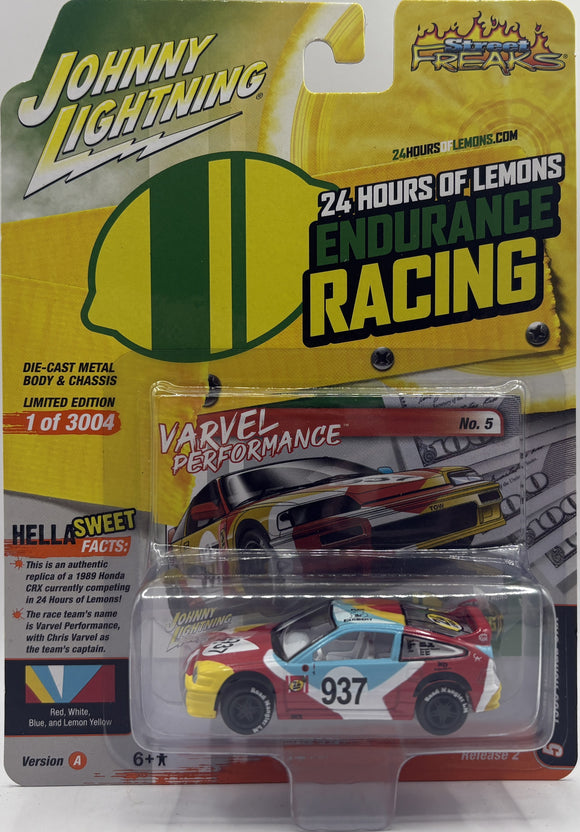 JOHNNY
LIGHTNING®
Street
FREAKS®
24HOURSOFLEMONS.COM
24 HOURS OF LEMONS
ENDURANCE
RACING
DIE-CAST METAL
BODY & CHASSIS
LIMITED EDITION
1 of 3004
VARVEL
PERFORMANCE™
No. 5
100
HELLA SWEET
FACTS:
This is an authentic
replica of a 1989 Honda
CRX currently competing
in 24 Hours of Lemons!
The race team's name
is Varvel Performance,
with Chris Varvel as
the team's captain.
Red, White,
Blue, and Lemon Yellow
Version A
6+
JOHNNY
LIGHTNING
937
Release 2
5